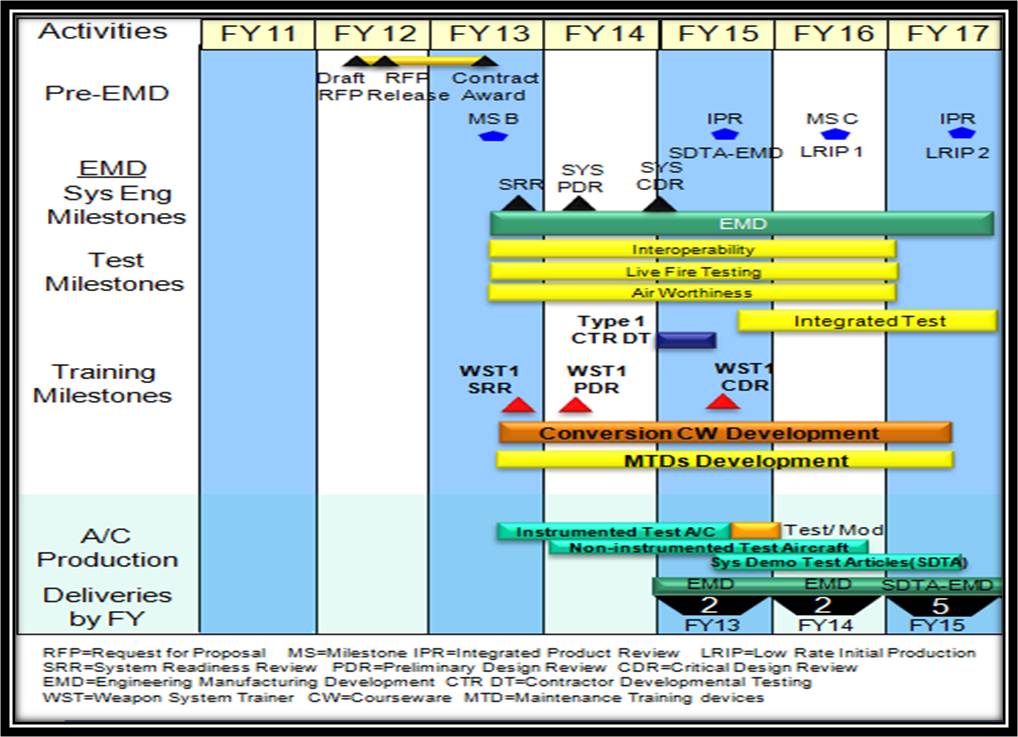 Activities FY 11 FY 12 FY 13 FY 14 FY 15 FY 16 FY 17
Pre-EMD
Draft RFP Contract
RFP Release Award
MS B IPR MS C IPR
SDTA-EMD LRIP 1 LRIP 2
EMD
Sys Eng
Milestones
SRR SYS PDR SYS CDR
EMD
Test
Milestones
Interoperability
Live Fire Testing
Air Worthiness
Integrated Test
Type 1
CTR DT
Training
Milestones
WST1 WST1 WST1
SRR PDR CDR
Conversion CW Development
MTDs Development
A/C
Production
Instrumented Test A/C Test/ Mod
Non-instrumented Test Aircraft
Sys Demo Test Articles(SDTA)
Deliveries
by FY
EMD EMD SDTA-EMD
2 2 5
FY13 FY14 FY15
RFP=Request for Proposal MS=Milestone IPR=Integrated Product Review LRIP=Low Rate Initial Production
SRR=System Readiness Review PDR=Preliminary Design Review CDR=Critical Design Review
EMD=Engineering Manufacturing Development CTR DT=Contractor Developmental Testing
WST=Weapon System Trainer CW=Courseware MTD=Maintenance Training devices